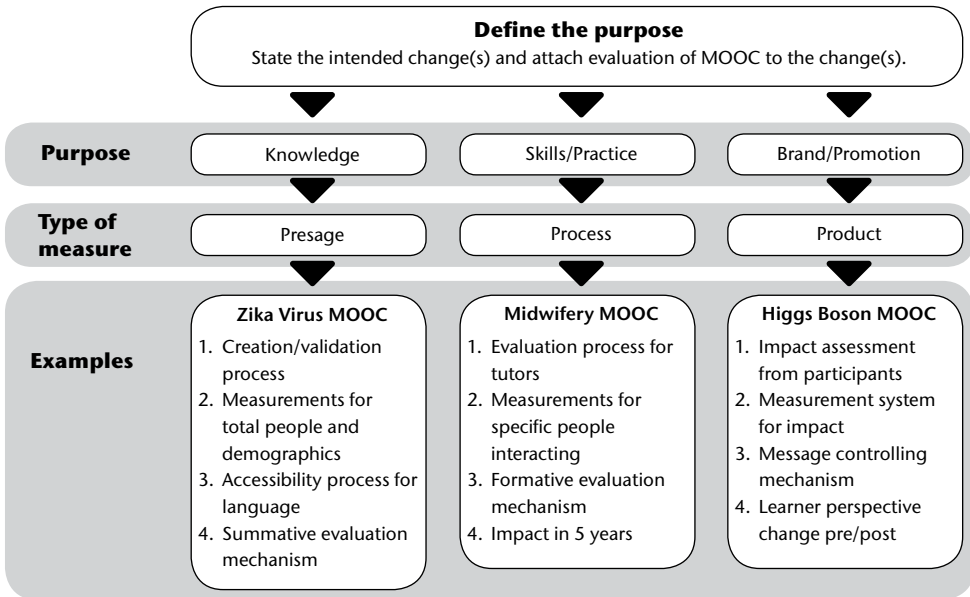 Define the purpose
State the intended change(s) and attach evaluation of MOOC to the change(s).
Purpose
Knowledge
Skills/Practice
Brand/Promotion
Type of
measure
Presage
Process
Product
Examples
Zika Virus MOOC
1. Creation/validation
process
2. Measurements for
total people and
demographics
3. Accessibility process for
language
4. Summative evaluation
mechanism
Midwifery MOOC
1. Evaluation process for
tutors
2. Measurements for
specific people
interacting
3. Formative evaluation
mechanism
4. Impact in 5 years
Higgs Boson MOOC
1. Impact assessment
from participants
2. Measurement system
for impact
3. Message controlling
mechanism
4. Learner perspective
change pre/post